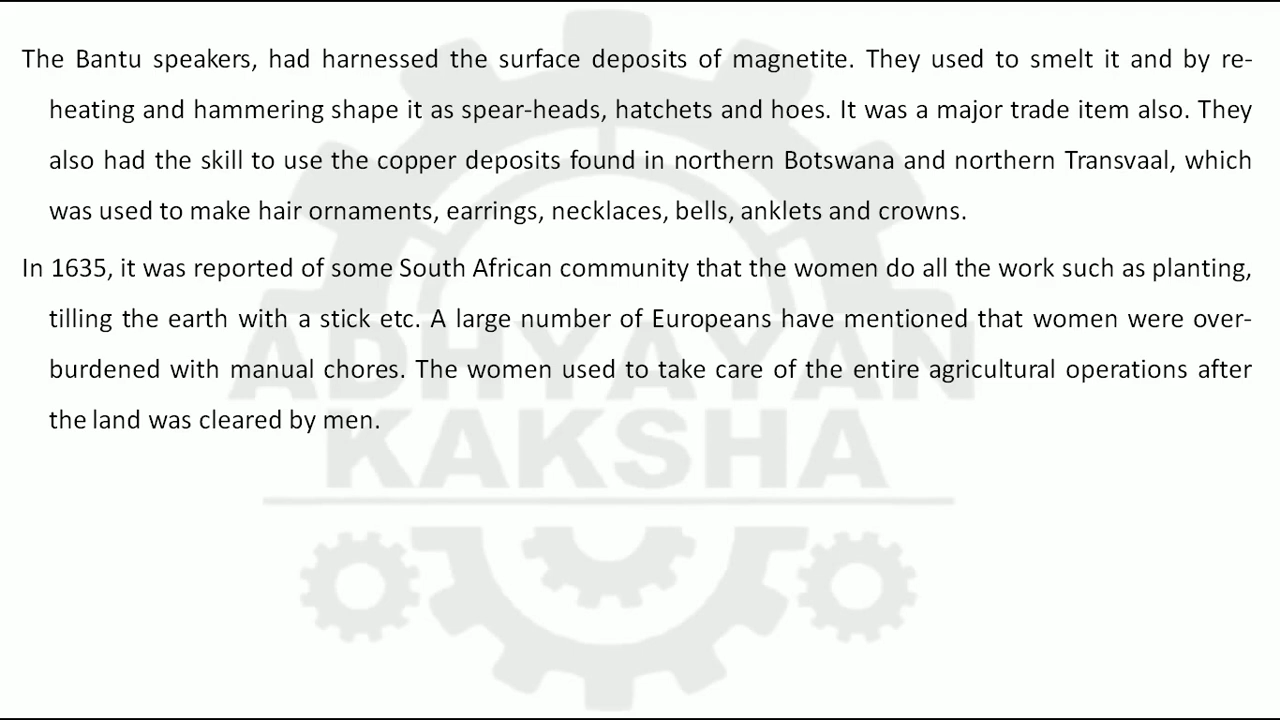 The Bantu speakers, had harnessed the surface deposits of magnetite. They used to smelt it and by re-
heating and hammering shape it as spear-heads, hatchets and hoes. It was a major trade item also. They
also had the skill to use the copper deposits found in northern Botswana and northern Transvaal, which
was used to make hair ornaments, earrings, necklaces, bells, anklets and crowns.
In 1635, it was reported of some South African community that the women do all the work such as planting,
tilling the earth with a stick etc. A large number of Europeans have mentioned that women were over-
burdened with manual chores. The women used to take care of the entire agricultural operations after
the land was cleared by men.
ADHYAYAN
KAKSHA